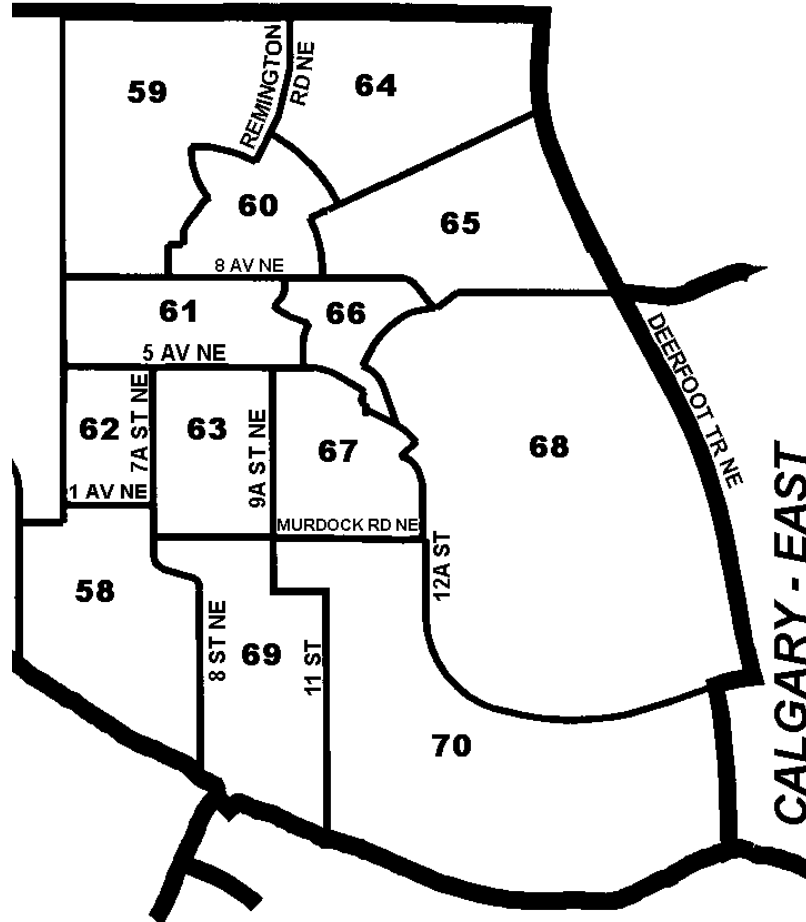 59
REMINGTON
RD NE
64
60
65
8 AV NE
61
66
5 AV NE
DEERFOOT TR NE
62
7A ST NE
63
9A ST NE
67
68
1 AV NE
MURDOCK RD NE
12A ST
58
8 ST NE
69
11 ST
70
CALGARY - EAST